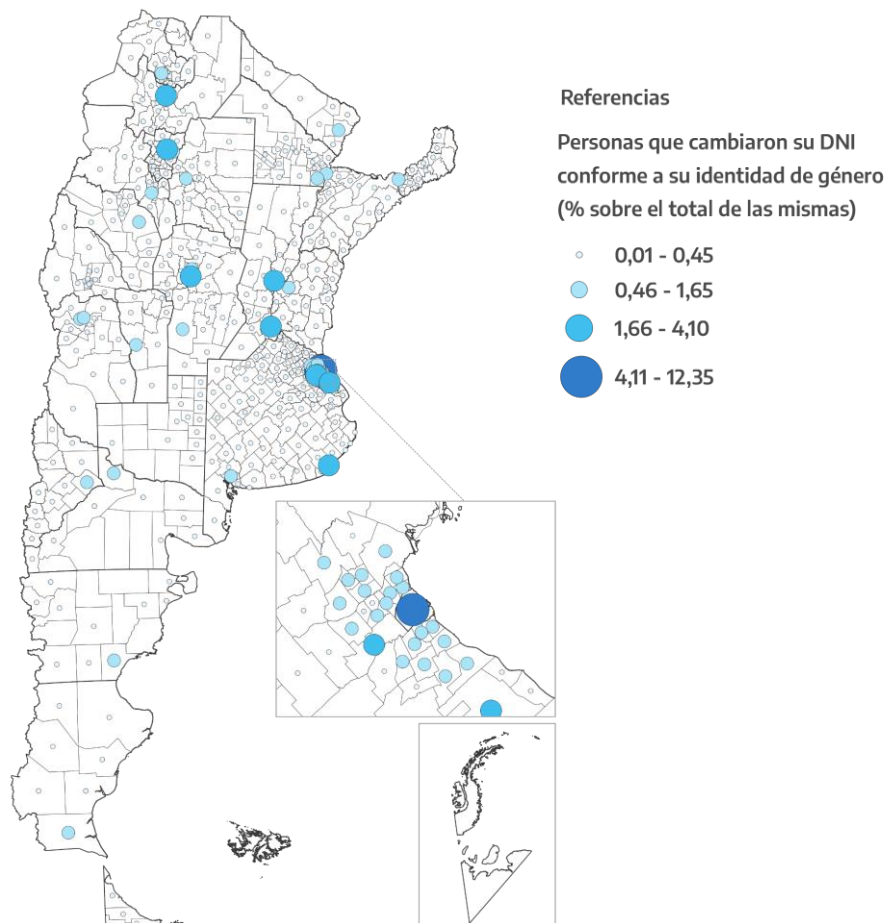 Referencias
Personas que cambiaron su DNI
conforme a su identidad de género
(% sobre el total de las mismas)
0,01 - 0,45
0,46 - 1,65
1,66 - 4,10
4,11 - 12,35